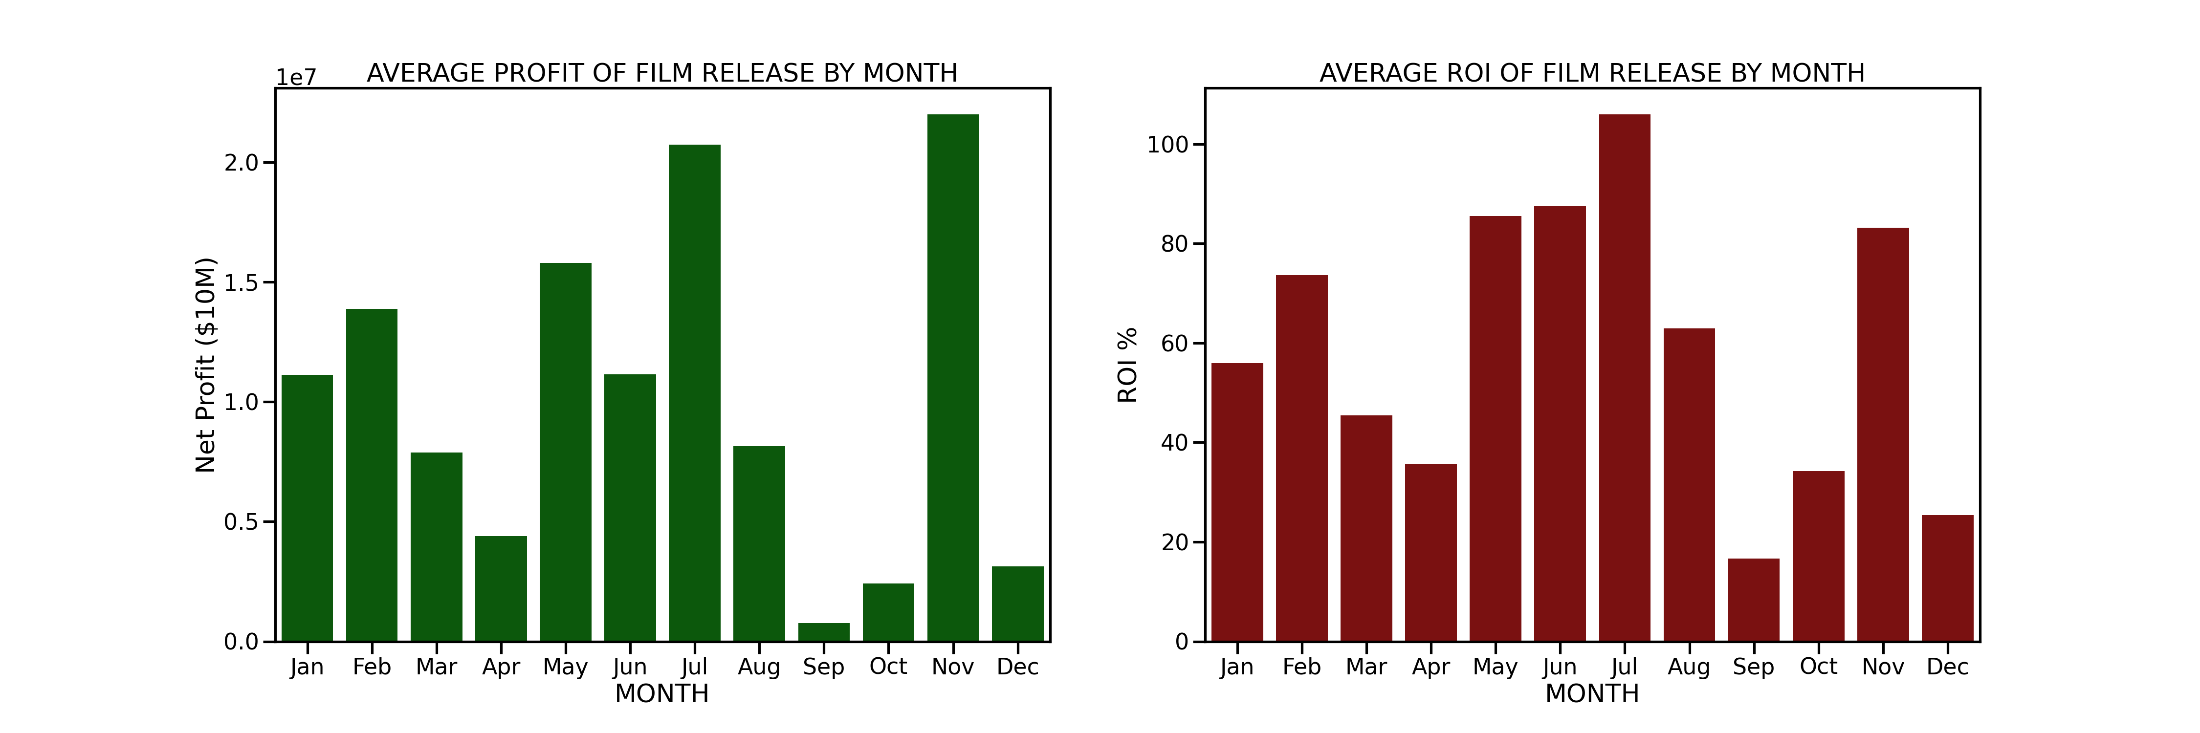 AVERAGE PROFIT OF FILM RELEASE BY MONTH
1e7
Net Profit ($10M)
2.0
1.5
1.0
0.5
0.0
Jan Feb Mar Apr May Jun Jul Aug Sep Oct Nov Dec
MONTH
AVERAGE ROI OF FILM RELEASE BY MONTH
ROI %
100
80
60
40
20
0
Jan Feb Mar Apr May Jun Jul Aug Sep Oct Nov Dec
MONTH